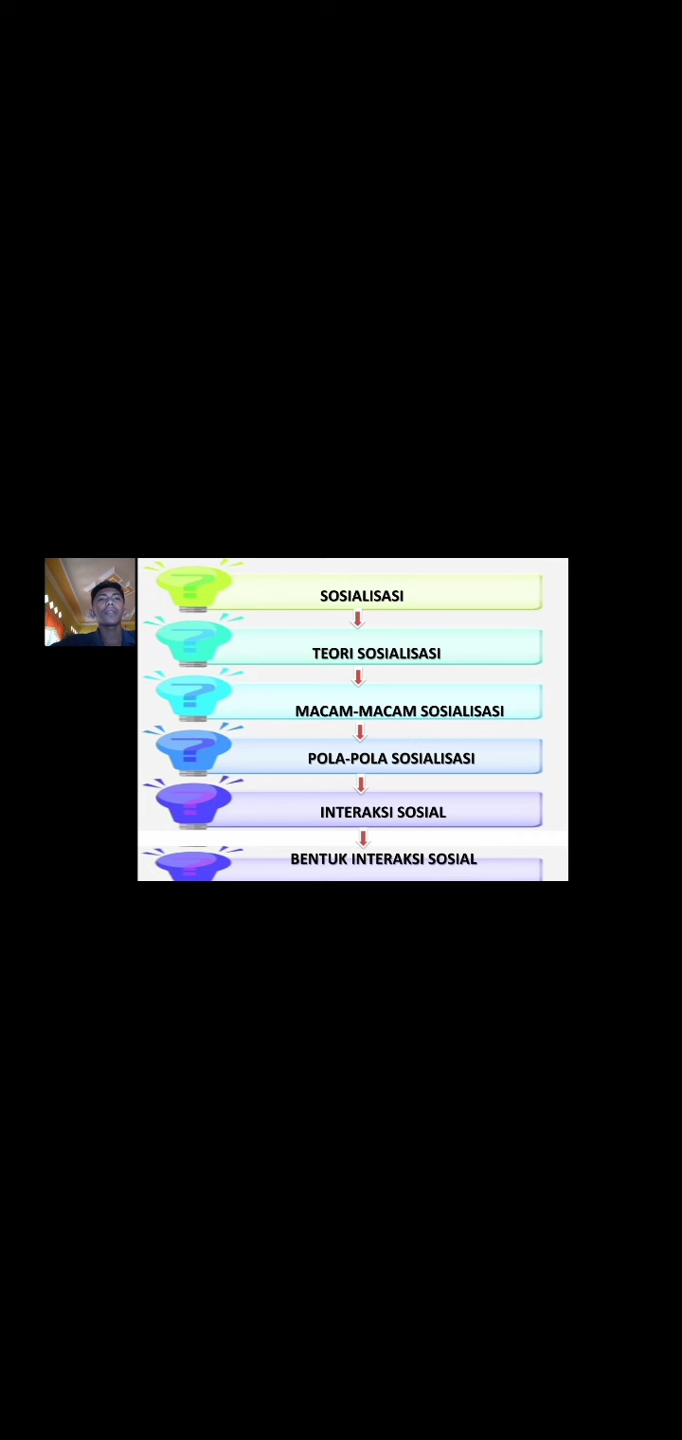 SOSIALISASI
TEORI SOSIALISASI
MACAM-MACAM SOSIALISASI
POLA-POLA SOSIALISASI
INTERAKSI SOSIAL
BENTUK INTERAKSI SOSIAL